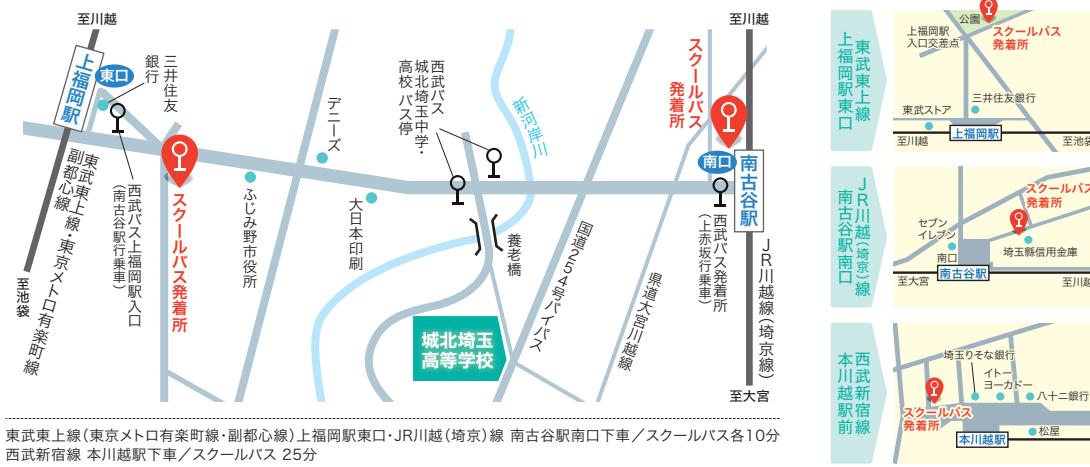 至川越
上福岡駅
東口
三井住友
銀行
西武バス上福岡駅入口
(南古谷駅行乗車)
東武東上線・東京メトロ有楽町線
副都心線
至池袋
スクールバス発着所
ふじみ野市役所
デニーズ
大日本印刷
西武バス
城北埼玉中学・
高校 バス停
新河岸川
養老橋
城北埼玉
高等学校
国道254号バイパス
県道大宮川越線
スクールバス
発着所
至川越
南口
南古谷駅
西武バス発着所
(上赤坂行乗車)
JR川越線(埼京線)
至大宮
東武東上線(東京メトロ有楽町線・副都心線)上福岡駅東口・JR川越(埼京)線 南古谷駅南口下車/スクールバス各10分
西武新宿線 本川越駅下車/スクールバス 25分
東武東上線
上福岡駅東口
公園
上福岡駅
入口交差点
スクールバス
発着所
三井住友銀行
東武ストア
上福岡駅
至川越
至池袋
JR川越(埼京)線
南古谷駅南口
スクールバス
発着所
セブン
イレブン
埼玉縣信用金庫
南口
南古谷駅
至大宮
至川越
西武新宿線
本川越駅前
埼玉りそな銀行
イトー
ヨーカドー
八十二銀行
スクールバス
発着所
松屋
本川越駅